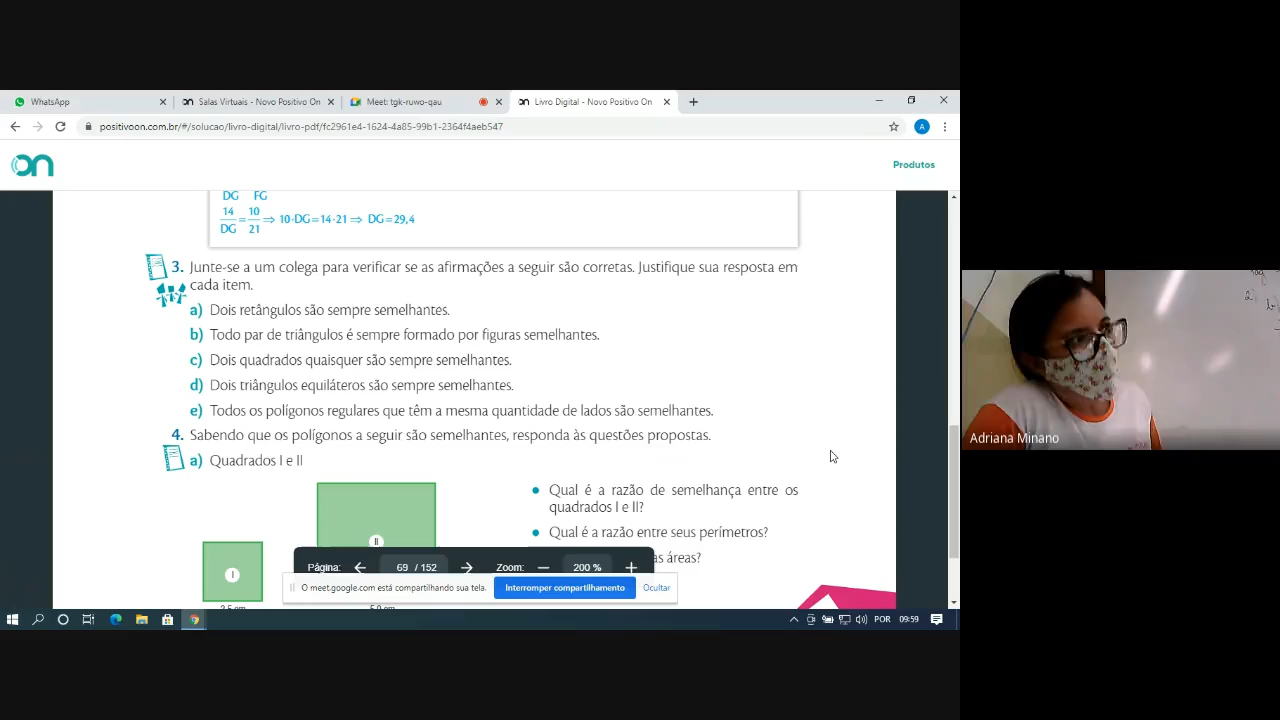 WhatsApp
Salas Virtuais - Novo Positivo On
Meet: tgk-ruwo-qau
Livro Digital - Novo Positivo On
positivoon.com.br/#/solucao/livro-digital/livro-pdf/fc2961e4-1624-4a85-99b1-2364f4aeb547
A
on
Produtos
DG FG
14/DG = 10/21 ⇒ 10·DG=14·21 ⇒ DG=29,4
3. Junte-se a um colega para verificar se as afirmações a seguir são corretas. Justifique sua resposta em
cada item.
a) Dois retângulos são sempre semelhantes.
b) Todo par de triângulos é sempre formado por figuras semelhantes.
c) Dois quadrados quaisquer são sempre semelhantes.
d) Dois triângulos equiláteros são sempre semelhantes.
e) Todos os polígonos regulares que têm a mesma quantidade de lados são semelhantes.
4. Sabendo que os polígonos a seguir são semelhantes, responda às questões propostas.
a) Quadrados I e II
• Qual é a razão de semelhança entre os
quadrados I e II?
• Qual é a razão entre seus perímetros?
as áreas?
II
I
Página: 69 / 152 Zoom: 200 %
O meet.google.com está compartilhando sua tela. Interromper compartilhamento Ocultar
POR 09:59
Adriana Minano